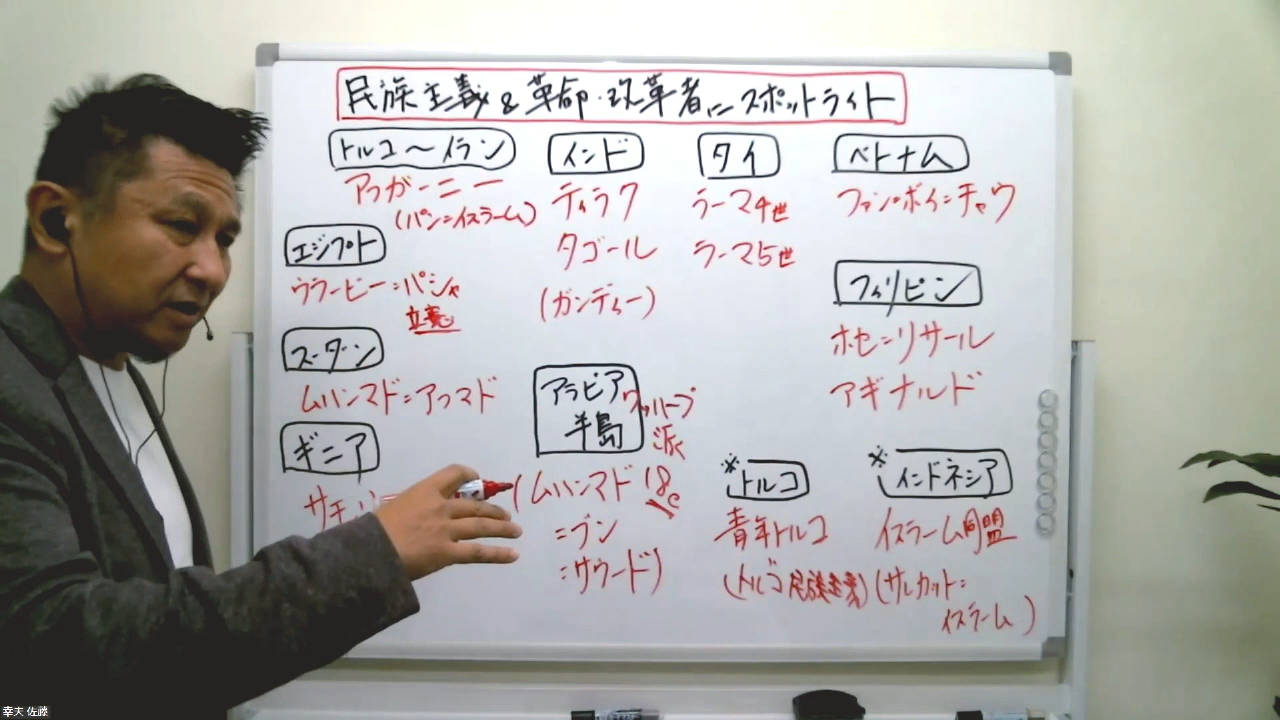 民族主義&革命・改革者にスポットライト
トルコ〜イラン
アフガーニー
(パン=イスラーム)
エジプト
ウラービー=パシャ
立憲
スーダン
ムハンマド=アフマド
ギニア
サモ
インド
ティラク
タゴール
(ガンディー)
アラビア
半島
ワッハーブ
派
(ムハンマド 18c
=ブン
=サウード)
タイ
ラーマ4世
ラーマ5世
ベトナム
ファン・ボイ=チャウ
フィリピン
ホセ=リサール
アギナルド
※トルコ
青年トルコ
(トルコ民族主義)
※インドネシア
イスラーム同盟
(サレカット=
イスラーム)
幸夫 佐藤